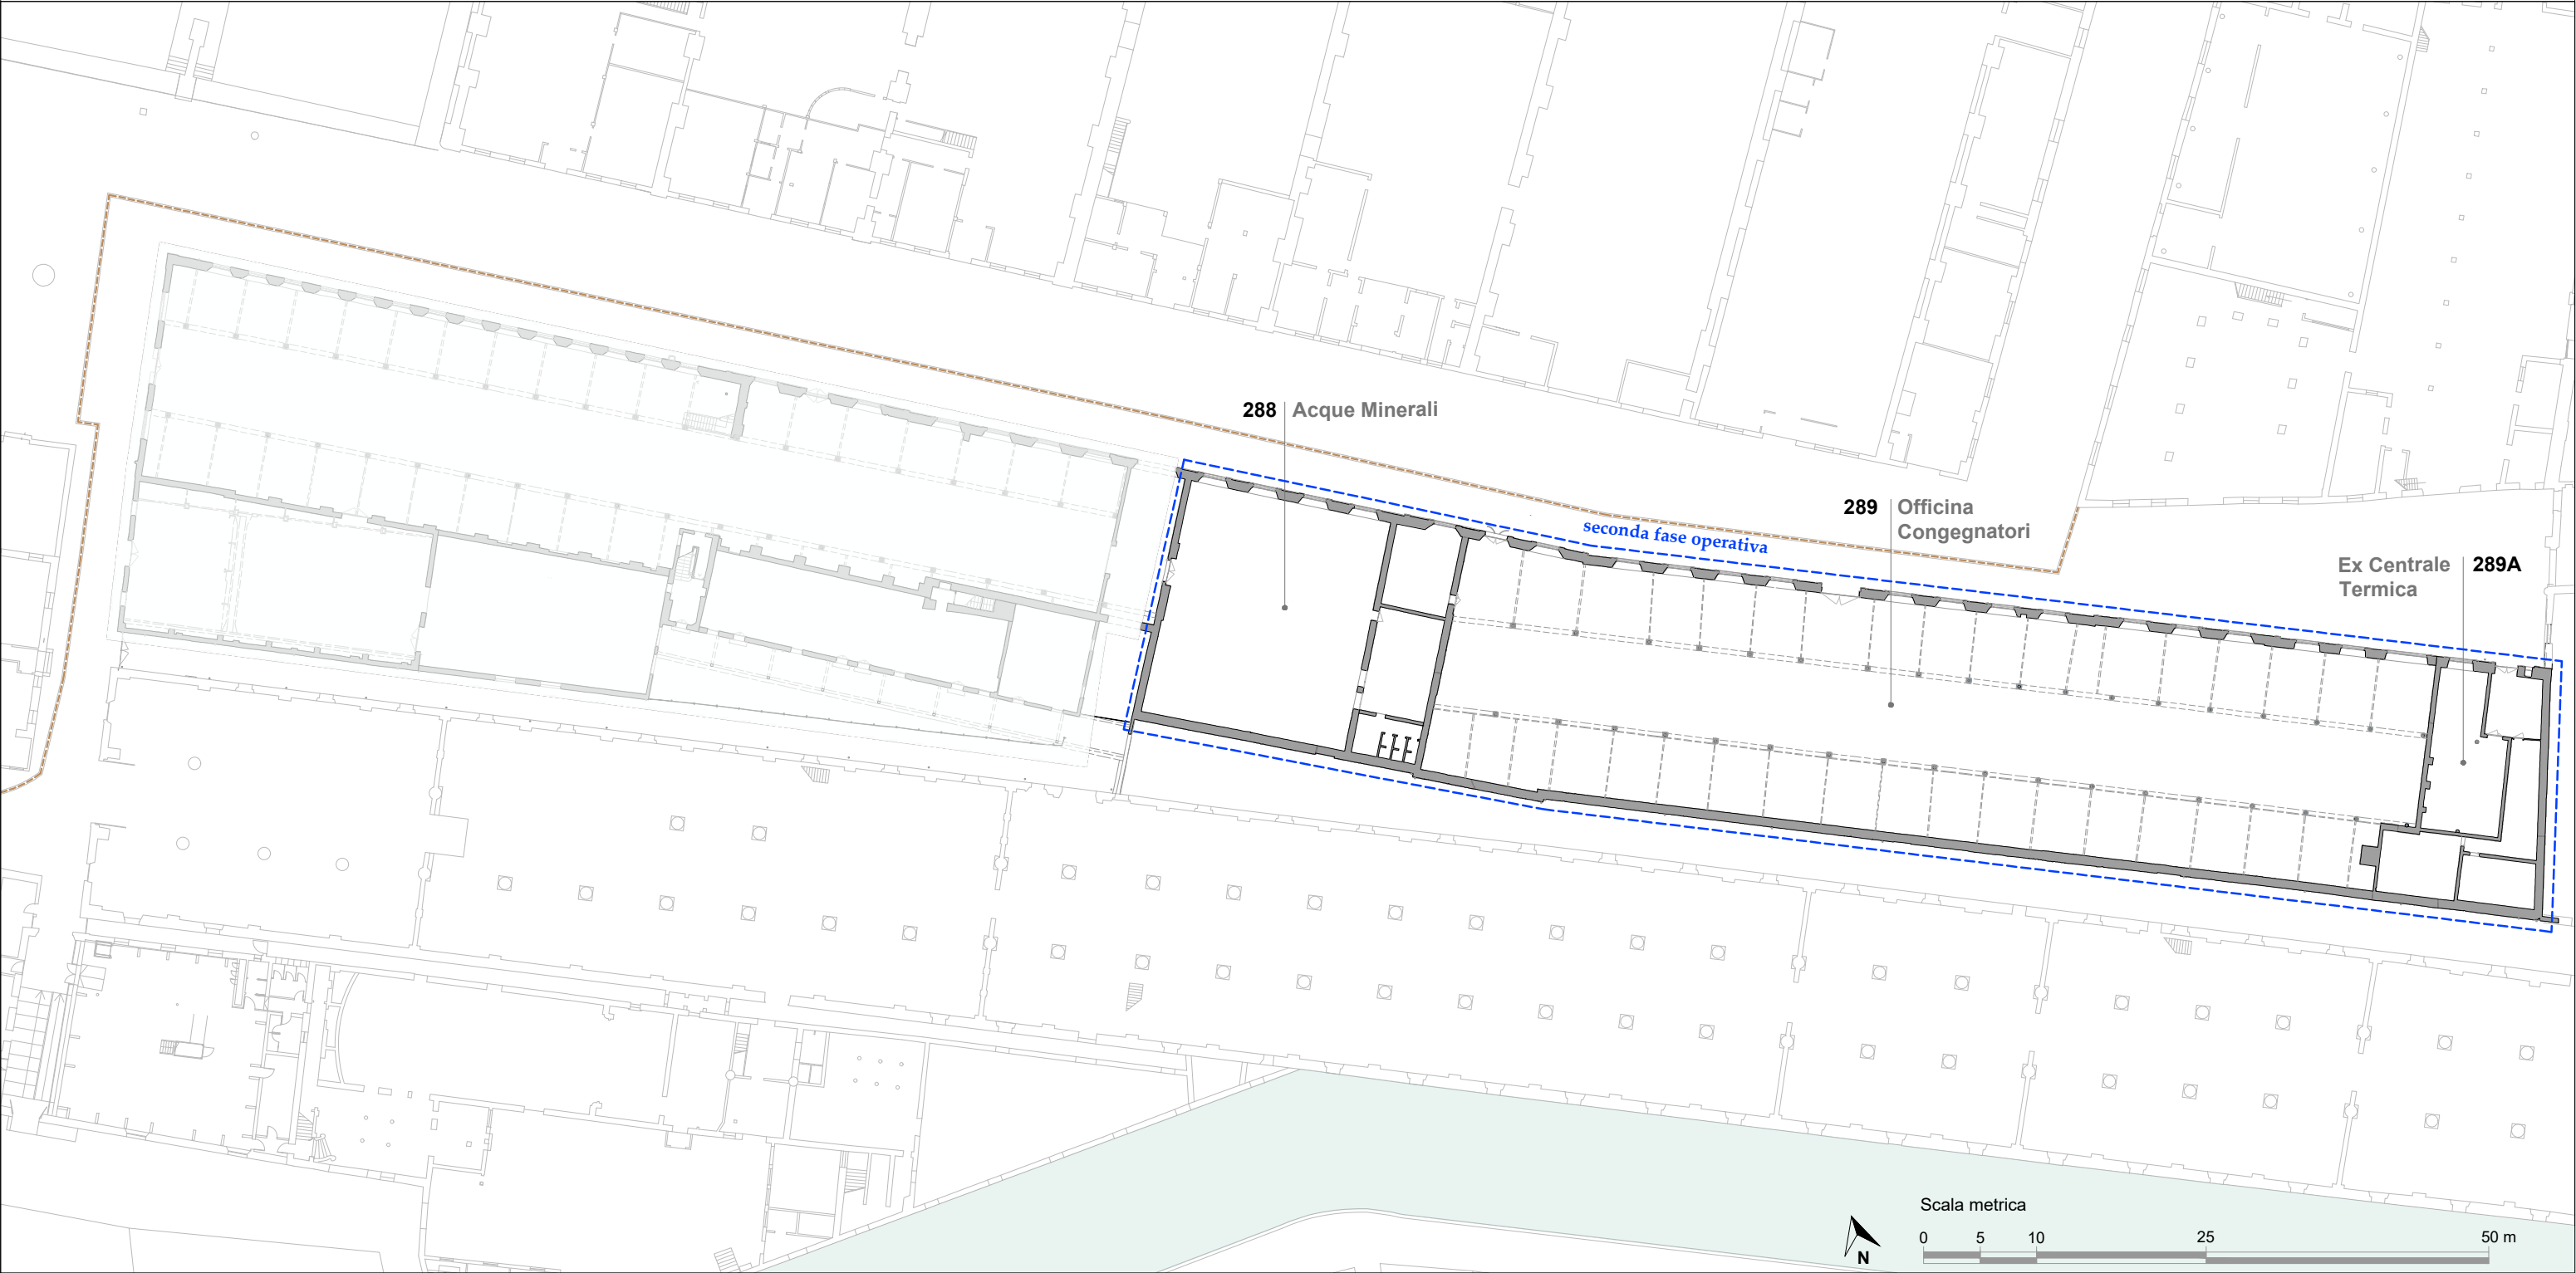 288 Acque Minerali
289 Officina
Congegnatori
seconda fase operativa
Ex Centrale 289A
Termica
Scala metrica
0 5 10 25 50 m
N